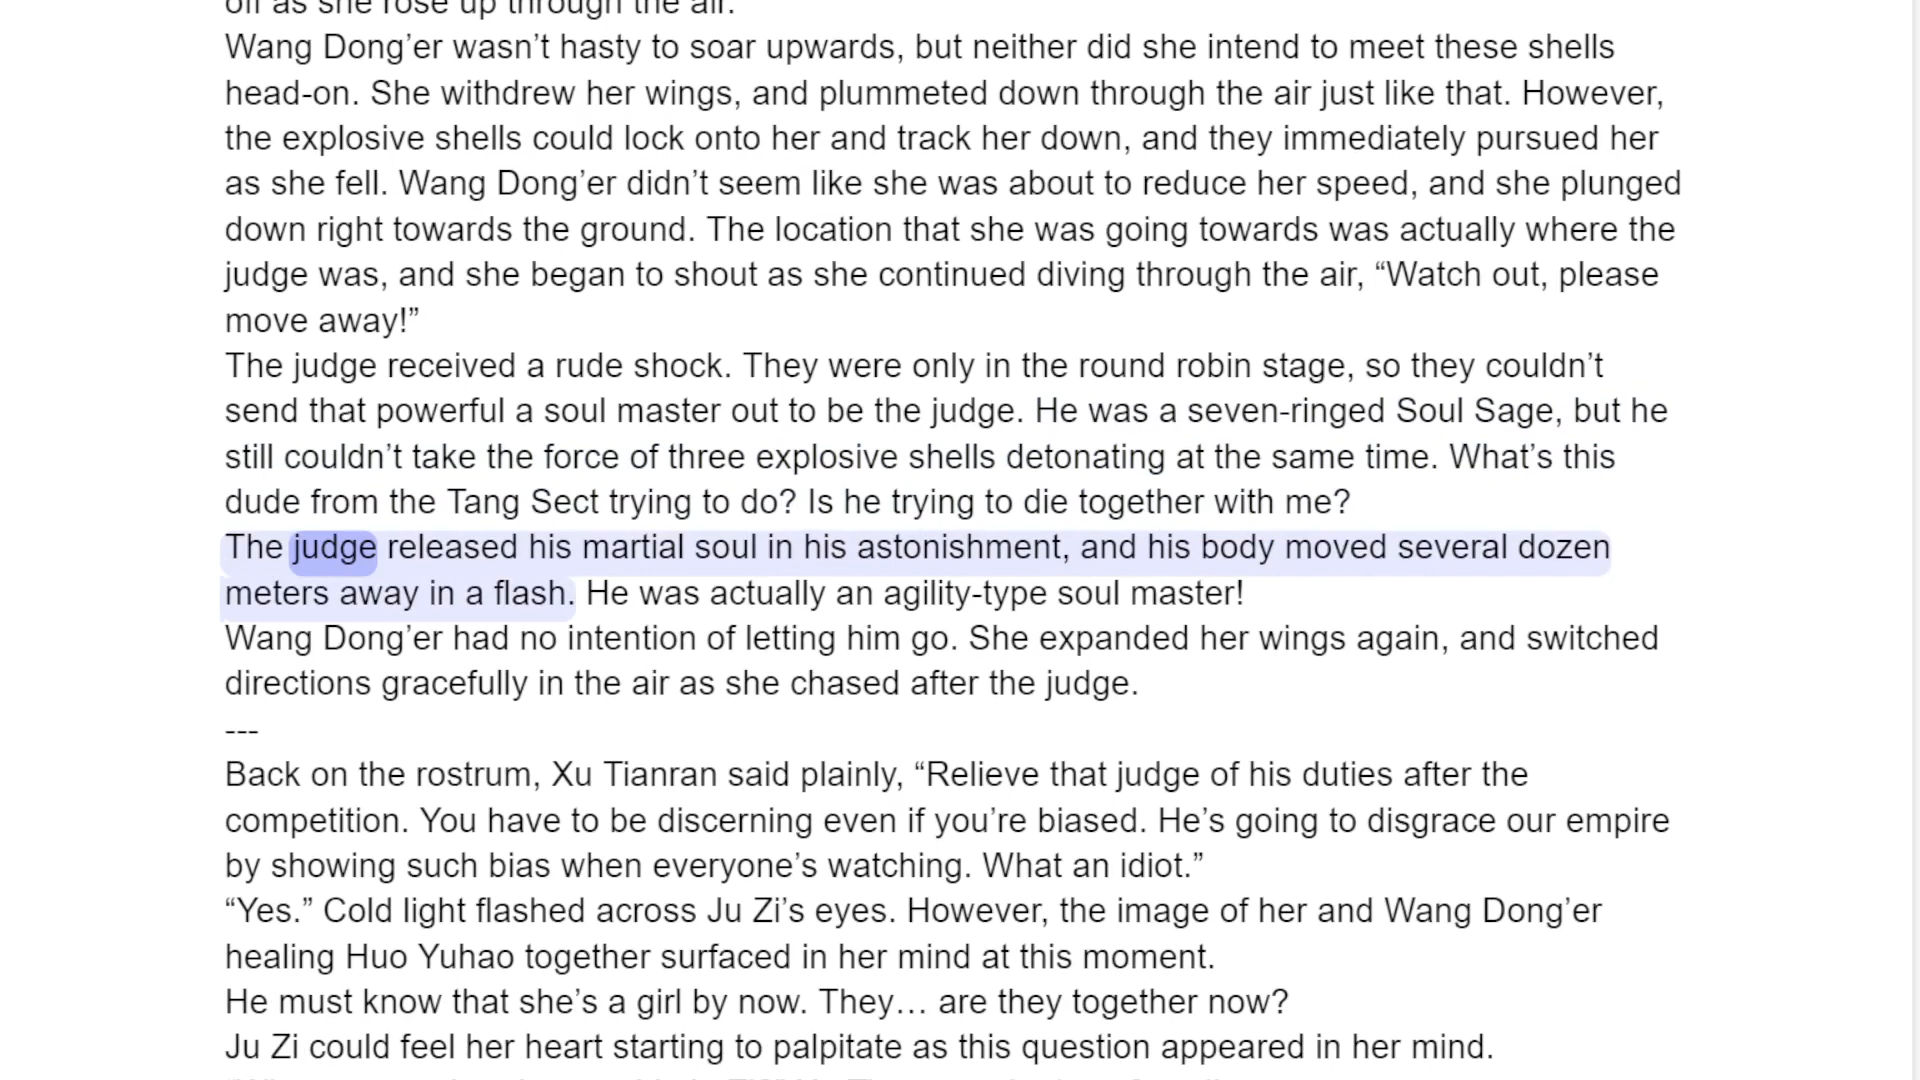 off as she rose up through the air.
Wang Dong’er wasn’t hasty to soar upwards, but neither did she intend to meet these shells
head-on. She withdrew her wings, and plummeted down through the air just like that. However,
the explosive shells could lock onto her and track her down, and they immediately pursued her
as she fell. Wang Dong’er didn’t seem like she was about to reduce her speed, and she plunged
down right towards the ground. The location that she was going towards was actually where the
judge was, and she began to shout as she continued diving through the air, “Watch out, please
move away!”
The judge received a rude shock. They were only in the round robin stage, so they couldn’t
send that powerful a soul master out to be the judge. He was a seven-ringed Soul Sage, but he
still couldn’t take the force of three explosive shells detonating at the same time. What’s this
dude from the Tang Sect trying to do? Is he trying to die together with me?
The judge released his martial soul in his astonishment, and his body moved several dozen
meters away in a flash. He was actually an agility-type soul master!
Wang Dong’er had no intention of letting him go. She expanded her wings again, and switched
directions gracefully in the air as she chased after the judge.
---
Back on the rostrum, Xu Tianran said plainly, “Relieve that judge of his duties after the
competition. You have to be discerning even if you’re biased. He’s going to disgrace our empire
by showing such bias when everyone’s watching. What an idiot.”
“Yes.” Cold light flashed across Ju Zi’s eyes. However, the image of her and Wang Dong’er
healing Huo Yuhao together surfaced in her mind at this moment.
He must know that she’s a girl by now. They… are they together now?
Ju Zi could feel her heart starting to palpitate as this question appeared in her mind.